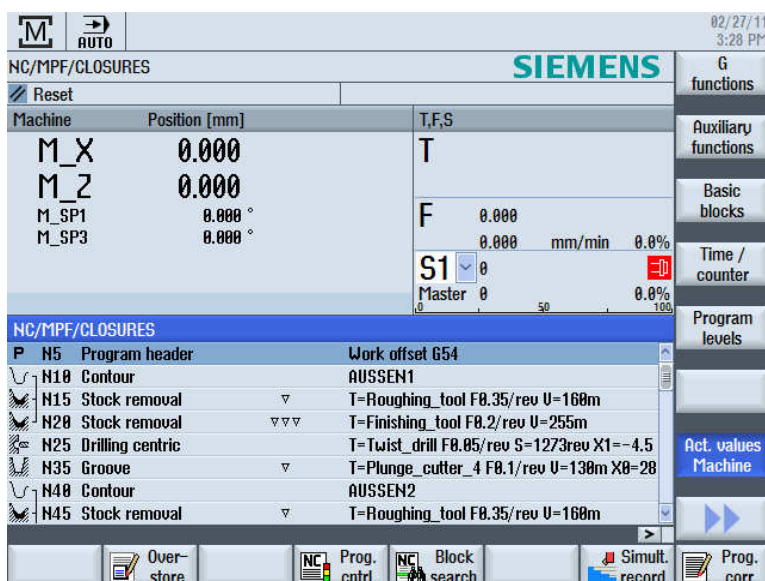 M
AUTO
02/27/11
3:28 PM
NC/MPF/CLOSURES
SIEMENS
Reset
Machine Position [mm] T,F,S
M_X 0.000 T
M_Z 0.000
M_SP1 0.000 °
M_SP3 0.000 °
F 0.000
0.000 mm/min 0.0%
S1 0
Master 0 0.0%
0 50 100
NC/MPF/CLOSURES
P N5 Program header Work offset G54
N10 Contour AUSSEN1
N15 Stock removal ▽ T=Roughing_tool F0.35/rev V=160m
N20 Stock removal ▽▽▽ T=Finishing_tool F0.2/rev V=255m
N25 Drilling centric T=Twist_drill F0.05/rev S=1273rev X1=-4.5
N35 Groove ▽ T=Plunge_cutter_4 F0.1/rev V=130m X0=28
N40 Contour AUSSEN2
N45 Stock removal ▽ T=Roughing_tool F0.35/rev V=160m
G
functions
Auxiliary
functions
Basic
blocks
Time /
counter
Program
levels
Act. values
Machine
Over-
store
NC Prog.
cntrl
NC Block
search
Simult.
record
Prog.
corr